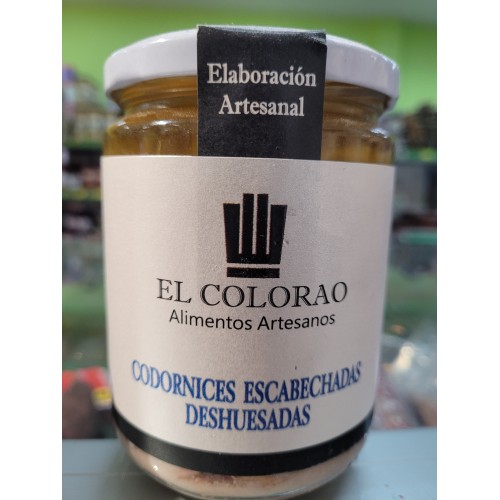 Elaboración
Artesanal
EL COLORAO
Alimentos Artesanos
CODORNICES ESCABECHADAS
DESHUESADAS